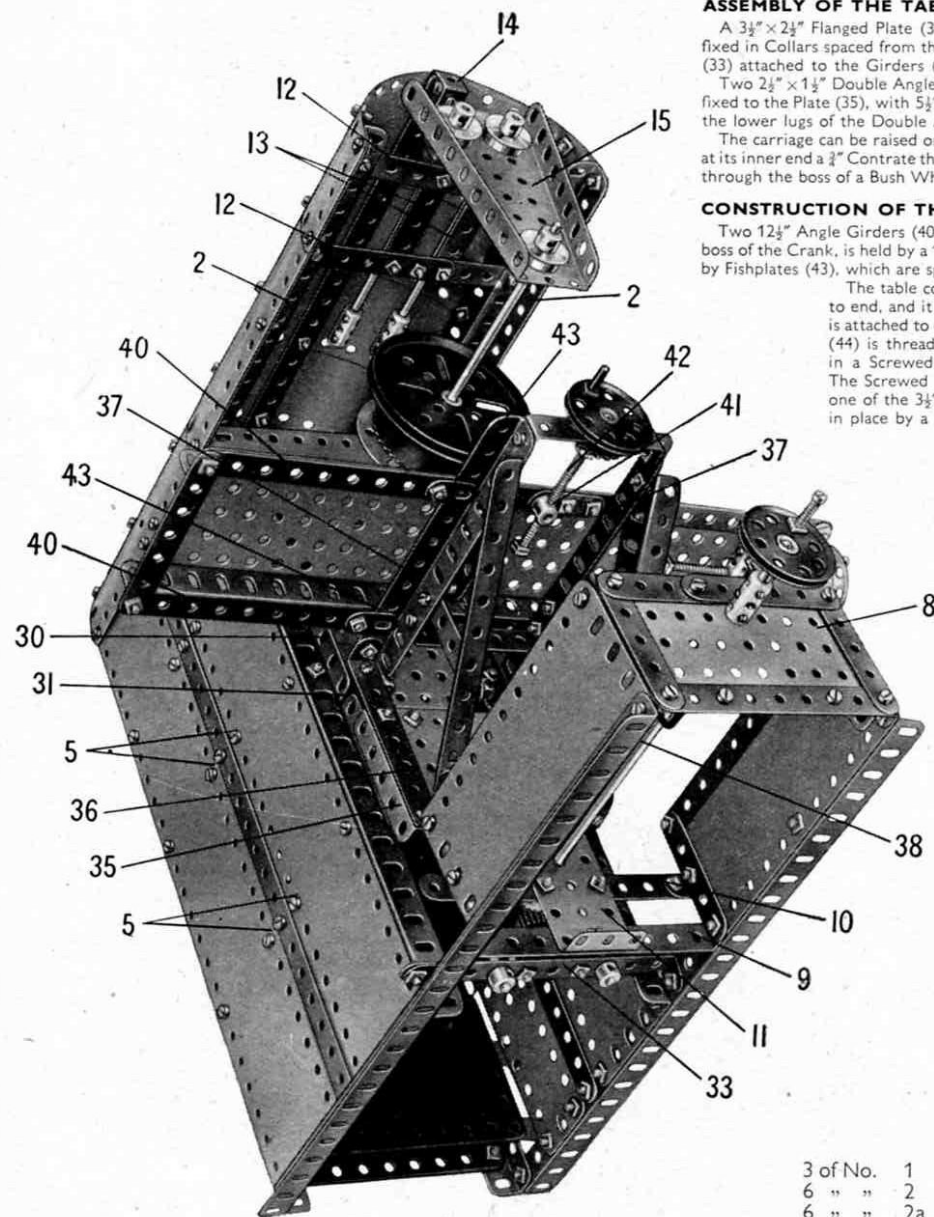 ASSEMBLY OF THE TAB
A 3½" × 2½" Flanged Plate (3
fixed in Collars spaced from th
(33) attached to the Girders (
Two 2½" × 1½" Double Angle
fixed to the Plate (35), with 5½"
the lower lugs of the Double
The carriage can be raised or
at its inner end a ¾" Contrate th
through the boss of a Bush Wh
CONSTRUCTION OF TH
Two 12½" Angle Girders (40
boss of the Crank, is held by a
by Fishplates (43), which are sp
The table co
to end, and it
is attached to
(44) is thread
in a Screwed
The Screwed
one of the 3½"
in place by a
14
12
15
13
12
2
2
43
40
42
37
41
37
43
40
8
30
31
5
36
38
35
10
5
9
11
33
3 of No. 1
6 " " 2
6 " " 2a